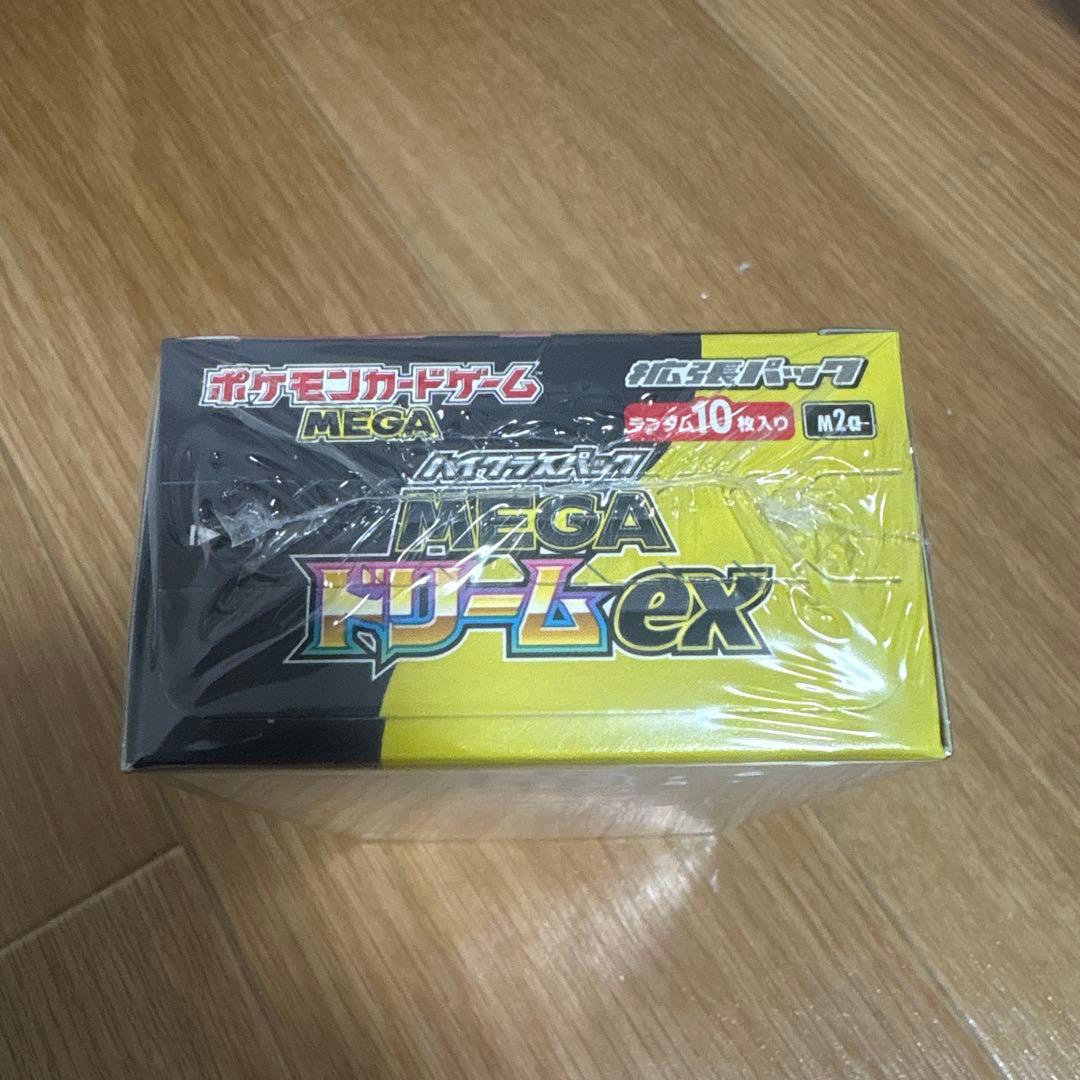 ポケモンカードゲーム
MEGA
拡張パック
ランダム10枚入り
M2a
ハイクラスパック
MEGA
ドリームex